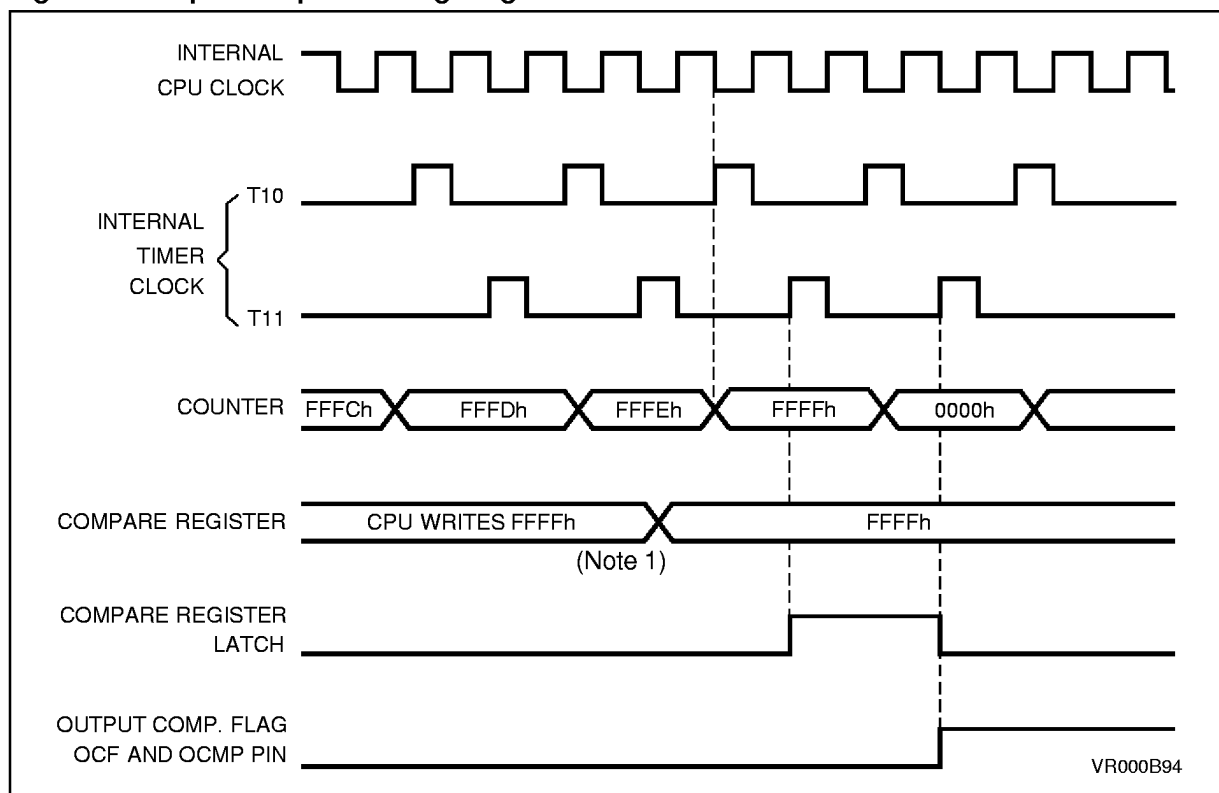 INTERNAL
CPU CLOCK
T10
INTERNAL
TIMER
CLOCK
T11
COUNTER
FFFCh
FFFDh
FFFEh
FFFFh
0000h
COMPARE REGISTER
CPU WRITES FFFFh
FFFFh
(Note 1)
COMPARE REGISTER
LATCH
OUTPUT COMP. FLAG
OCF AND OCMP PIN
VR000B94